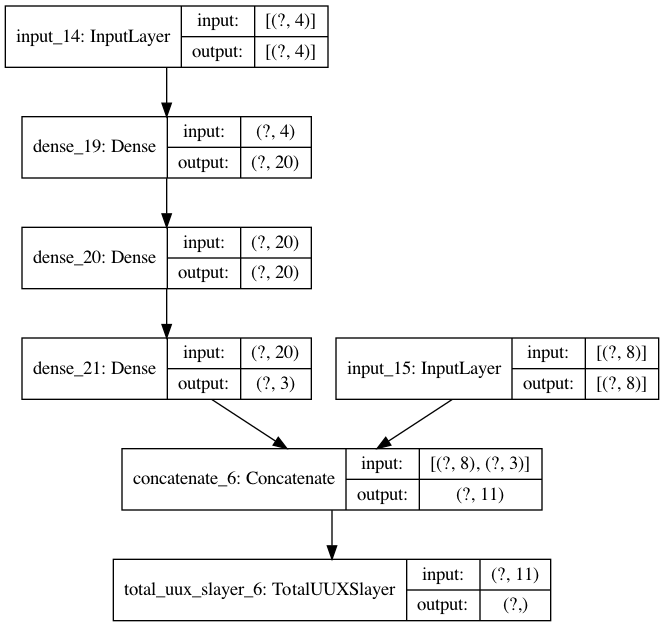 input_14: InputLayer input: [(?, 4)]
output: [(?, 4)]
dense_19: Dense input: (?, 4)
output: (?, 20)
dense_20: Dense input: (?, 20)
output: (?, 20)
dense_21: Dense input: (?, 20)
output: (?, 3)
input_15: InputLayer input: [(?, 8)]
output: [(?, 8)]
concatenate_6: Concatenate input: [(?, 8), (?, 3)]
output: (?, 11)
total_uux_slayer_6: TotalUUXSlayer input: (?, 11)
output: (?,)